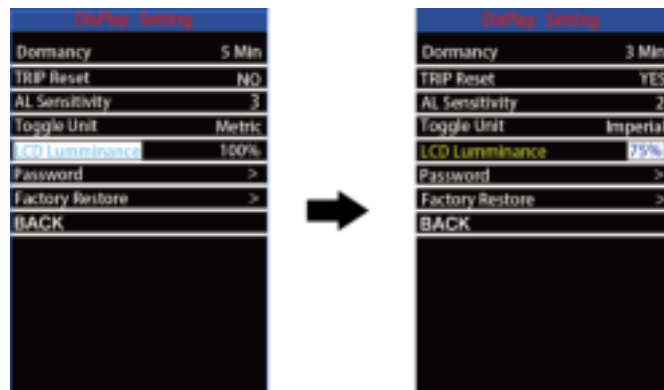 DisPlay Setting
Dormancy 5 Min
TRIP Reset NO
AL Sensitivity 3
Toggle Unit Metric
LCD Lumminance 100%
Password >
Factory Restore >
BACK
DisPlay Setting
Dormancy 3 Min
TRIP Reset YES
AL Sensitivity 2
Toggle Unit Imperial
LCD Lumminance 75%
Password >
Factory Restore >
BACK